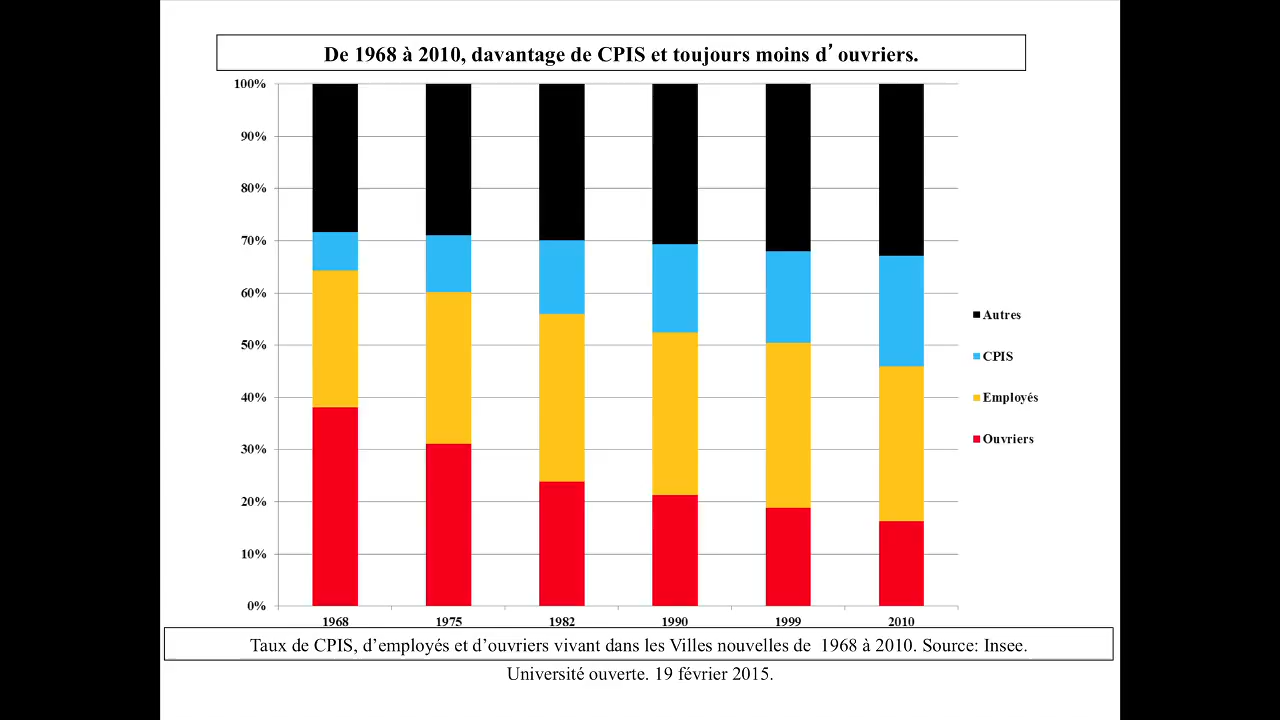 De 1968 à 2010, davantage de CPIS et toujours moins d’ouvriers.
100%
90%
80%
70%
60%
50%
40%
30%
20%
10%
0%
1968 1975 1982 1990 1999 2010
Autres
CPIS
Employés
Ouvriers
Taux de CPIS, d’employés et d’ouvriers vivant dans les Villes nouvelles de 1968 à 2010. Source: Insee.
Université ouverte. 19 février 2015.